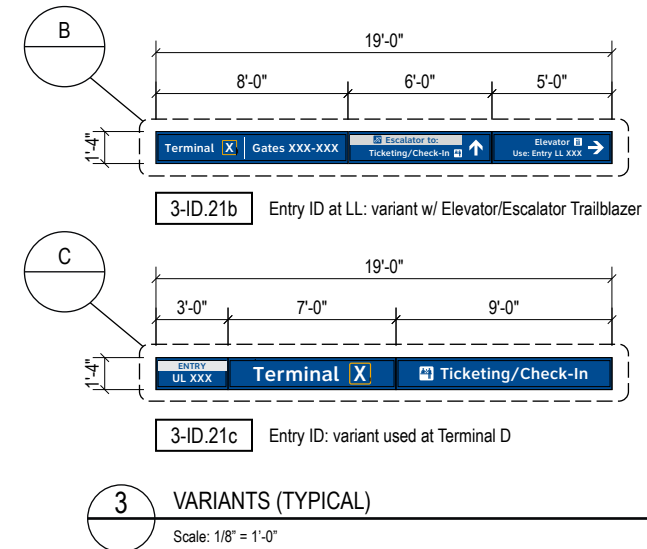 B
19'-0"
8'-0" 6'-0" 5'-0"
1'-4"
Terminal X Gates XXX-XXX
Escalator to:
Ticketing/Check-In
Elevator
Use: Entry LL XXX
3-ID.21b Entry ID at LL: variant w/ Elevator/Escalator Trailblazer
C
19'-0"
3'-0" 7'-0" 9'-0"
1'-4"
ENTRY
UL XXX
Terminal X
Ticketing/Check-In
3-ID.21c Entry ID: variant used at Terminal D
3 VARIANTS (TYPICAL)
Scale: 1/8” = 1’-0”